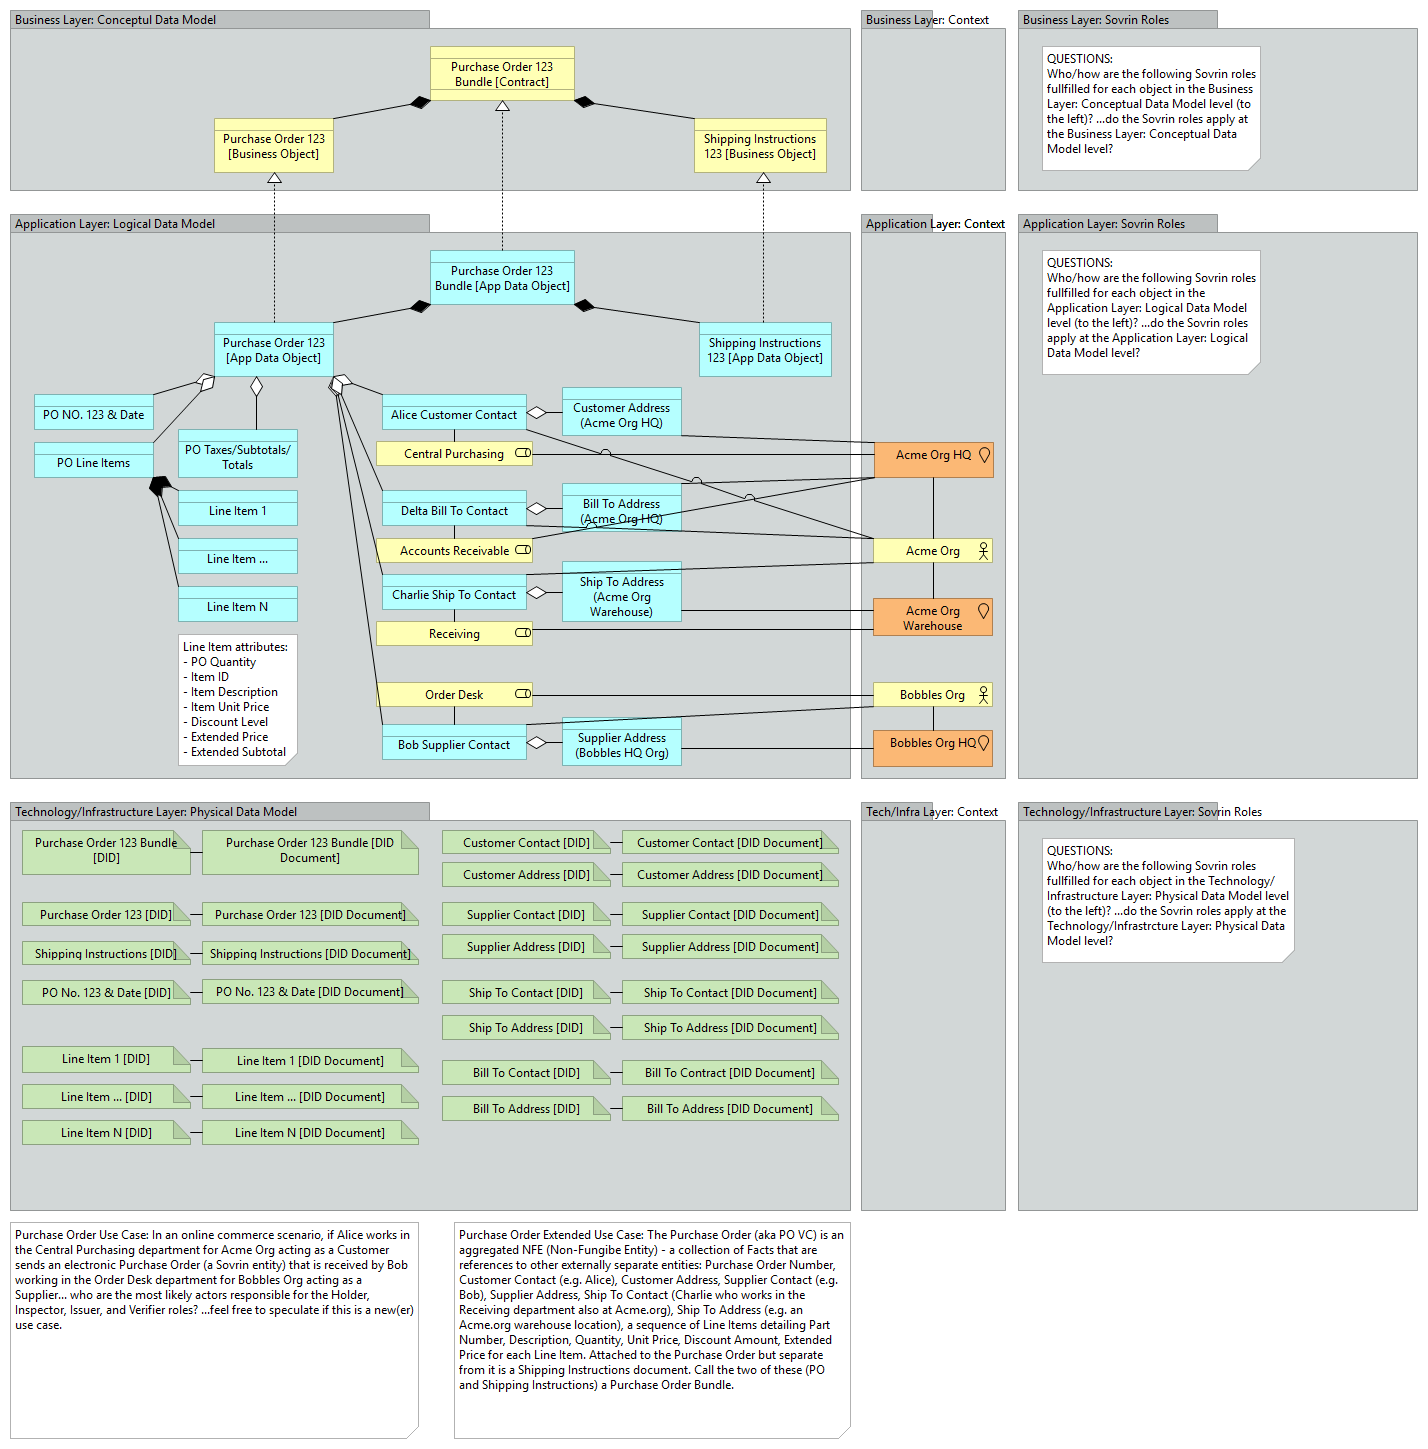 Business Layer: Conceptul Data Model
Business Layer: Context
Business Layer: Sovrin Roles
Purchase Order 123
Bundle [Contract]
Purchase Order 123
[Business Object]
Shipping Instructions
123 [Business Object]
QUESTIONS:
Who/how are the following Sovrin roles
fullfilled for each object in the Business
Layer: Conceptual Data Model level (to
the left)? ...do the Sovrin roles apply at
the Business Layer: Conceptual Data
Model level?
Application Layer: Logical Data Model
Application Layer: Context
Application Layer: Sovrin Roles
Purchase Order 123
Bundle [App Data Object]
Purchase Order 123
[App Data Object]
Shipping Instructions
123 [App Data Object]
QUESTIONS:
Who/how are the following Sovrin roles
fullfilled for each object in the
Application Layer: Logical Data Model
level (to the left)? ...do the Sovrin roles
apply at the Application Layer: Logical
Data Model level?
PO NO. 123 & Date
PO Line Items
PO Taxes/Subtotals/
Totals
Line Item 1
Line Item ...
Line Item N
Line Item attributes:
- PO Quantity
- Item ID
- Item Description
- Item Unit Price
- Discount Level
- Extended Price
- Extended Subtotal
Alice Customer Contact
Customer Address
(Acme Org HQ)
Central Purchasing
Acme Org HQ
Delta Bill To Contact
Bill To Address
(Acme Org HQ)
Accounts Receivable
Acme Org
Charlie Ship To Contact
Ship To Address
(Acme Org
Warehouse)
Receiving
Acme Org
Warehouse
Order Desk
Bobbles Org
Bob Supplier Contact
Supplier Address
(Bobbles HQ Org)
Bobbles Org HQ
Technology/Infrastructure Layer: Physical Data Model
Tech/Infra Layer: Context
Technology/Infrastructure Layer: Sovrin Roles
Purchase Order 123 Bundle
[DID]
Purchase Order 123 Bundle [DID
Document]
Purchase Order 123 [DID]
Purchase Order 123 [DID Document]
Shipping Instructions [DID]
Shipping Instructions [DID Document]
PO No. 123 & Date [DID]
PO No. 123 & Date [DID Document]
Line Item 1 [DID]
Line Item 1 [DID Document]
Line Item ... [DID]
Line Item ... [DID Document]
Line Item N [DID]
Line Item N [DID Document]
Customer Contact [DID]
Customer Contact [DID Document]
Customer Address [DID]
Customer Address [DID Document]
Supplier Contact [DID]
Supplier Contact [DID Document]
Supplier Address [DID]
Supplier Address [DID Document]
Ship To Contact [DID]
Ship To Contact [DID Document]
Ship To Address [DID]
Ship To Address [DID Document]
Bill To Contact [DID]
Bill To Contract [DID Document]
Bill To Address [DID]
Bill To Address [DID Document]
QUESTIONS:
Who/how are the following Sovrin roles
fullfilled for each object in the Technology/
Infrastructure Layer: Physical Data Model level
(to the left)? ...do the Sovrin roles apply at the
Technology/Infrastrcture Layer: Physical Data
Model level?
Purchase Order Use Case: In an online commerce scenario, if Alice works in
the Central Purchasing department for Acme Org acting as a Customer
sends an electronic Purchase Order (a Sovrin entity) that is received by Bob
working in the Order Desk department for Bobbles Org acting as a
Supplier... who are the most likely actors responsible for the Holder,
Inspector, Issuer, and Verifier roles? ...feel free to speculate if this is a new(er)
use case.
Purchase Order Extended Use Case: The Purchase Order (aka PO VC) is an
aggregated NFE (Non-Fungibe Entity) - a collection of Facts that are
references to other externally separate entities: Purchase Order Number,
Customer Contact (e.g. Alice), Customer Address, Supplier Contact (e.g.
Bob), Supplier Address, Ship To Contact (Charlie who works in the
Receiving department also at Acme.org), Ship To Address (e.g. an
Acme.org warehouse location), a sequence of Line Items detailing Part
Number, Description, Quantity, Unit Price, Discount Amount, Extended
Price for each Line Item. Attached to the Purchase Order but separate
from it is a Shipping Instructions document. Call the two of these (PO
and Shipping Instructions) a Purchase Order Bundle.